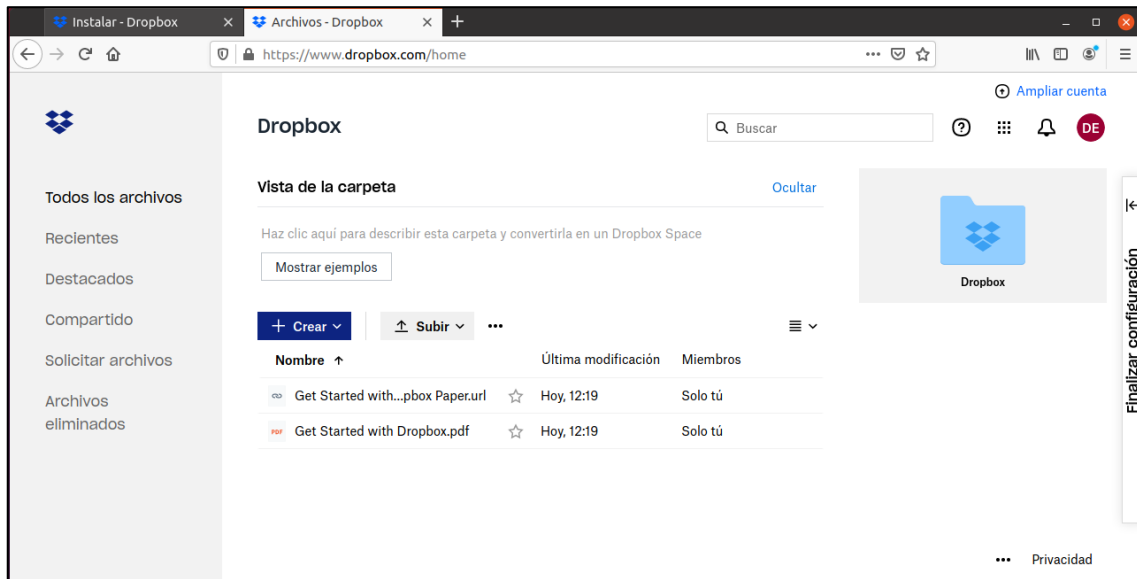 Instalar - Dropbox
Archivos - Dropbox
https://www.dropbox.com/home
Ampliar cuenta
Dropbox
Buscar
DE
Todos los archivos
Recientes
Destacados
Compartido
Solicitar archivos
Archivos
eliminados
Vista de la carpeta
Ocultar
Haz clic aquí para describir esta carpeta y convertirla en un Dropbox Space
Mostrar ejemplos
Dropbox
Crear
Subir
Nombre Última modificación Miembros
Get Started with...pbox Paper.url Hoy, 12:19 Solo tú
PDF Get Started with Dropbox.pdf Hoy, 12:19 Solo tú
Finalizar configuración
Privacidad